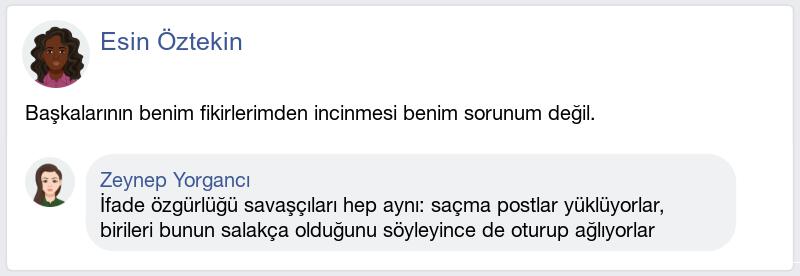 Esin Öztekin
Başkalarının benim fikirlerimden incinmesi benim sorunum değil.
Zeynep Yorgancı
İfade özgürlüğü savaşçıları hep aynı: saçma postlar yüklüyorlar,
birileri bunun salakça olduğunu söyleyince de oturup ağlıyorlar